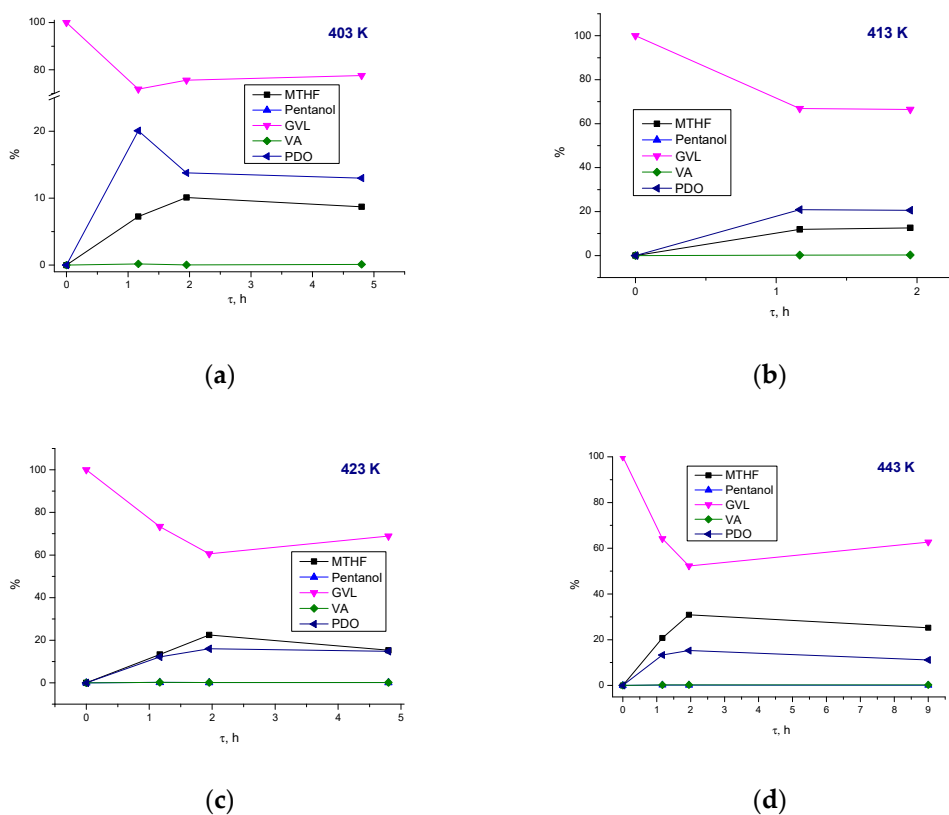 403 K
100
80
20
10
0
%
MTHF
Pentanol
GVL
VA
PDO
0 1 2 3 4 5
τ, h
(a)
413 K
100
80
60
40
20
0
%
MTHF
Pentanol
GVL
VA
PDO
0 1 2
τ, h
(b)
423 K
100
80
60
40
20
0
%
MTHF
Pentanol
GVL
VA
PDO
0 1 2 3 4 5
τ, h
(c)
443 K
100
80
60
40
20
0
%
MTHF
Pentanol
GVL
VA
PDO
0 1 2 3 4 5 6 7 8 9
τ, h
(d)